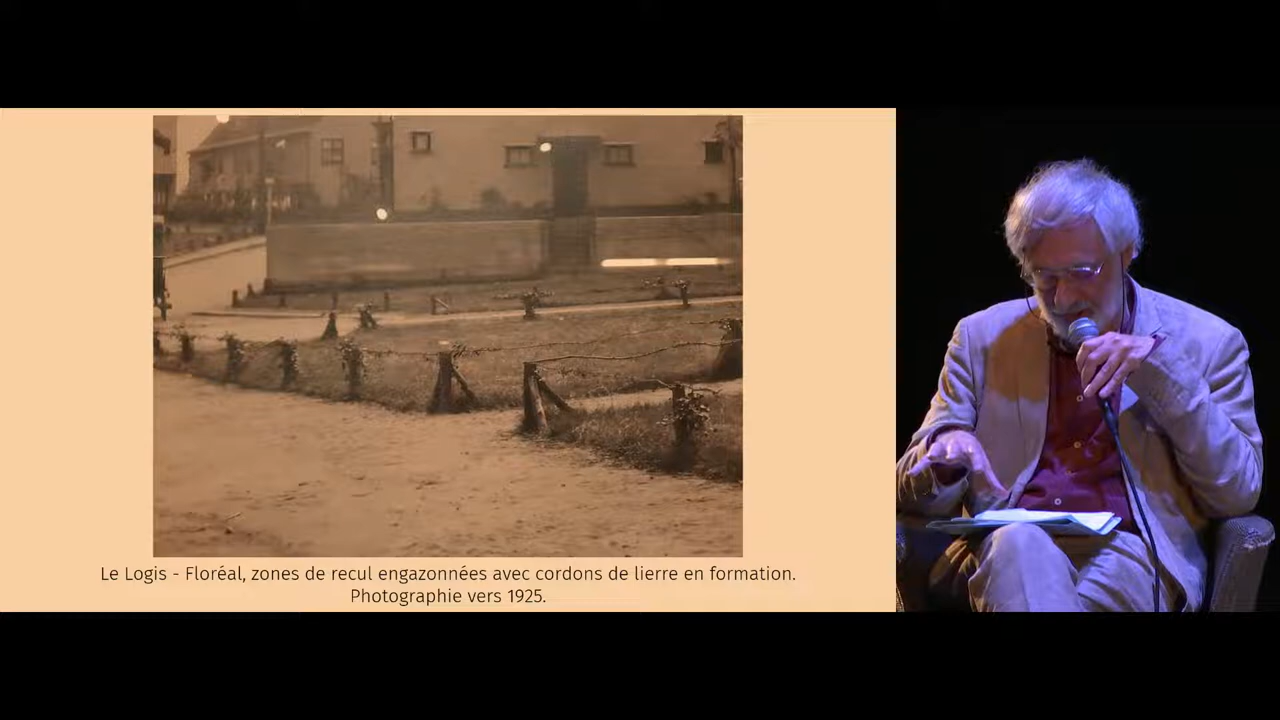 Le Logis - Floréal, zones de recul engazonnées avec cordons de lierre en formation.
Photographie vers 1925.